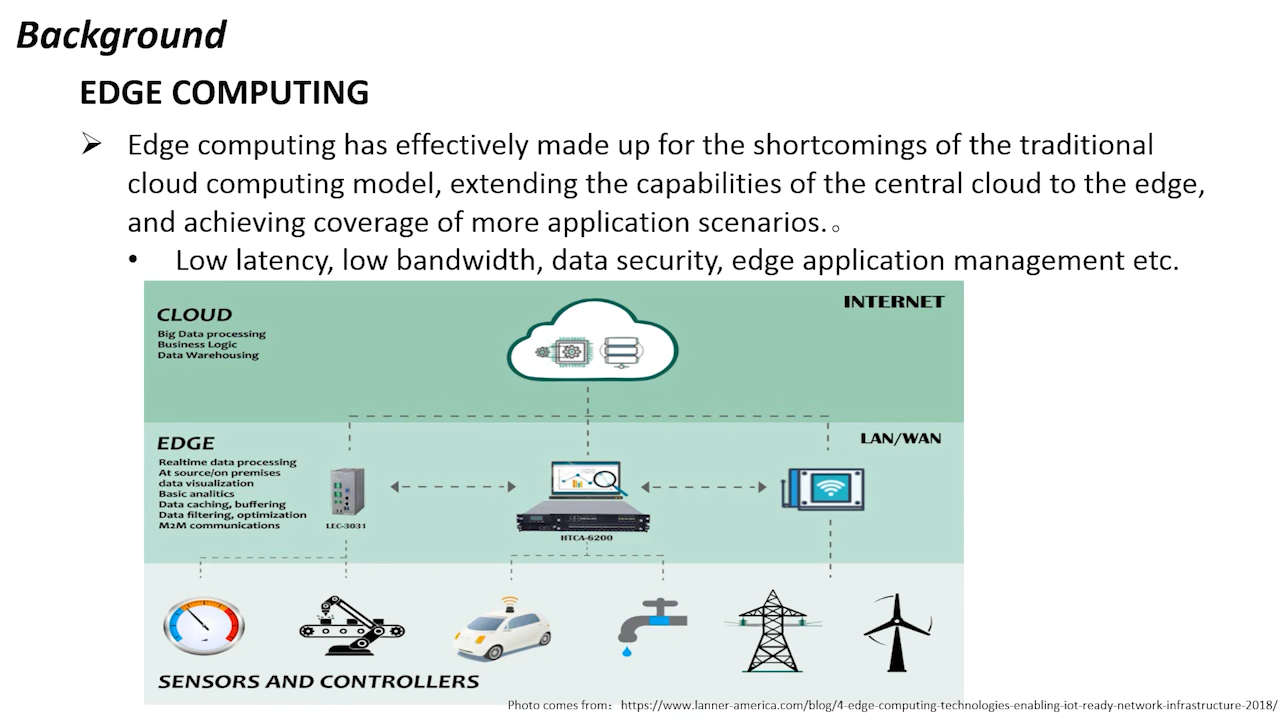 Background
EDGE COMPUTING
➢ Edge computing has effectively made up for the shortcomings of the traditional
cloud computing model, extending the capabilities of the central cloud to the edge,
and achieving coverage of more application scenarios.。
• Low latency, low bandwidth, data security, edge application management etc.
CLOUD
Big Data processing
Business Logic
Data Warehousing
INTERNET
EDGE
Realtime data processing
At source/on premises
data visualization
Basic analitics
Data caching, buffering
Data filtering, optimization
M2M communications
LAN/WAN
LEC-3031
HTCA-6200
SENSORS AND CONTROLLERS
Photo comes from：https://www.lanner-america.com/blog/4-edge-computing-technologies-enabling-iot-ready-network-infrastructure-2018/